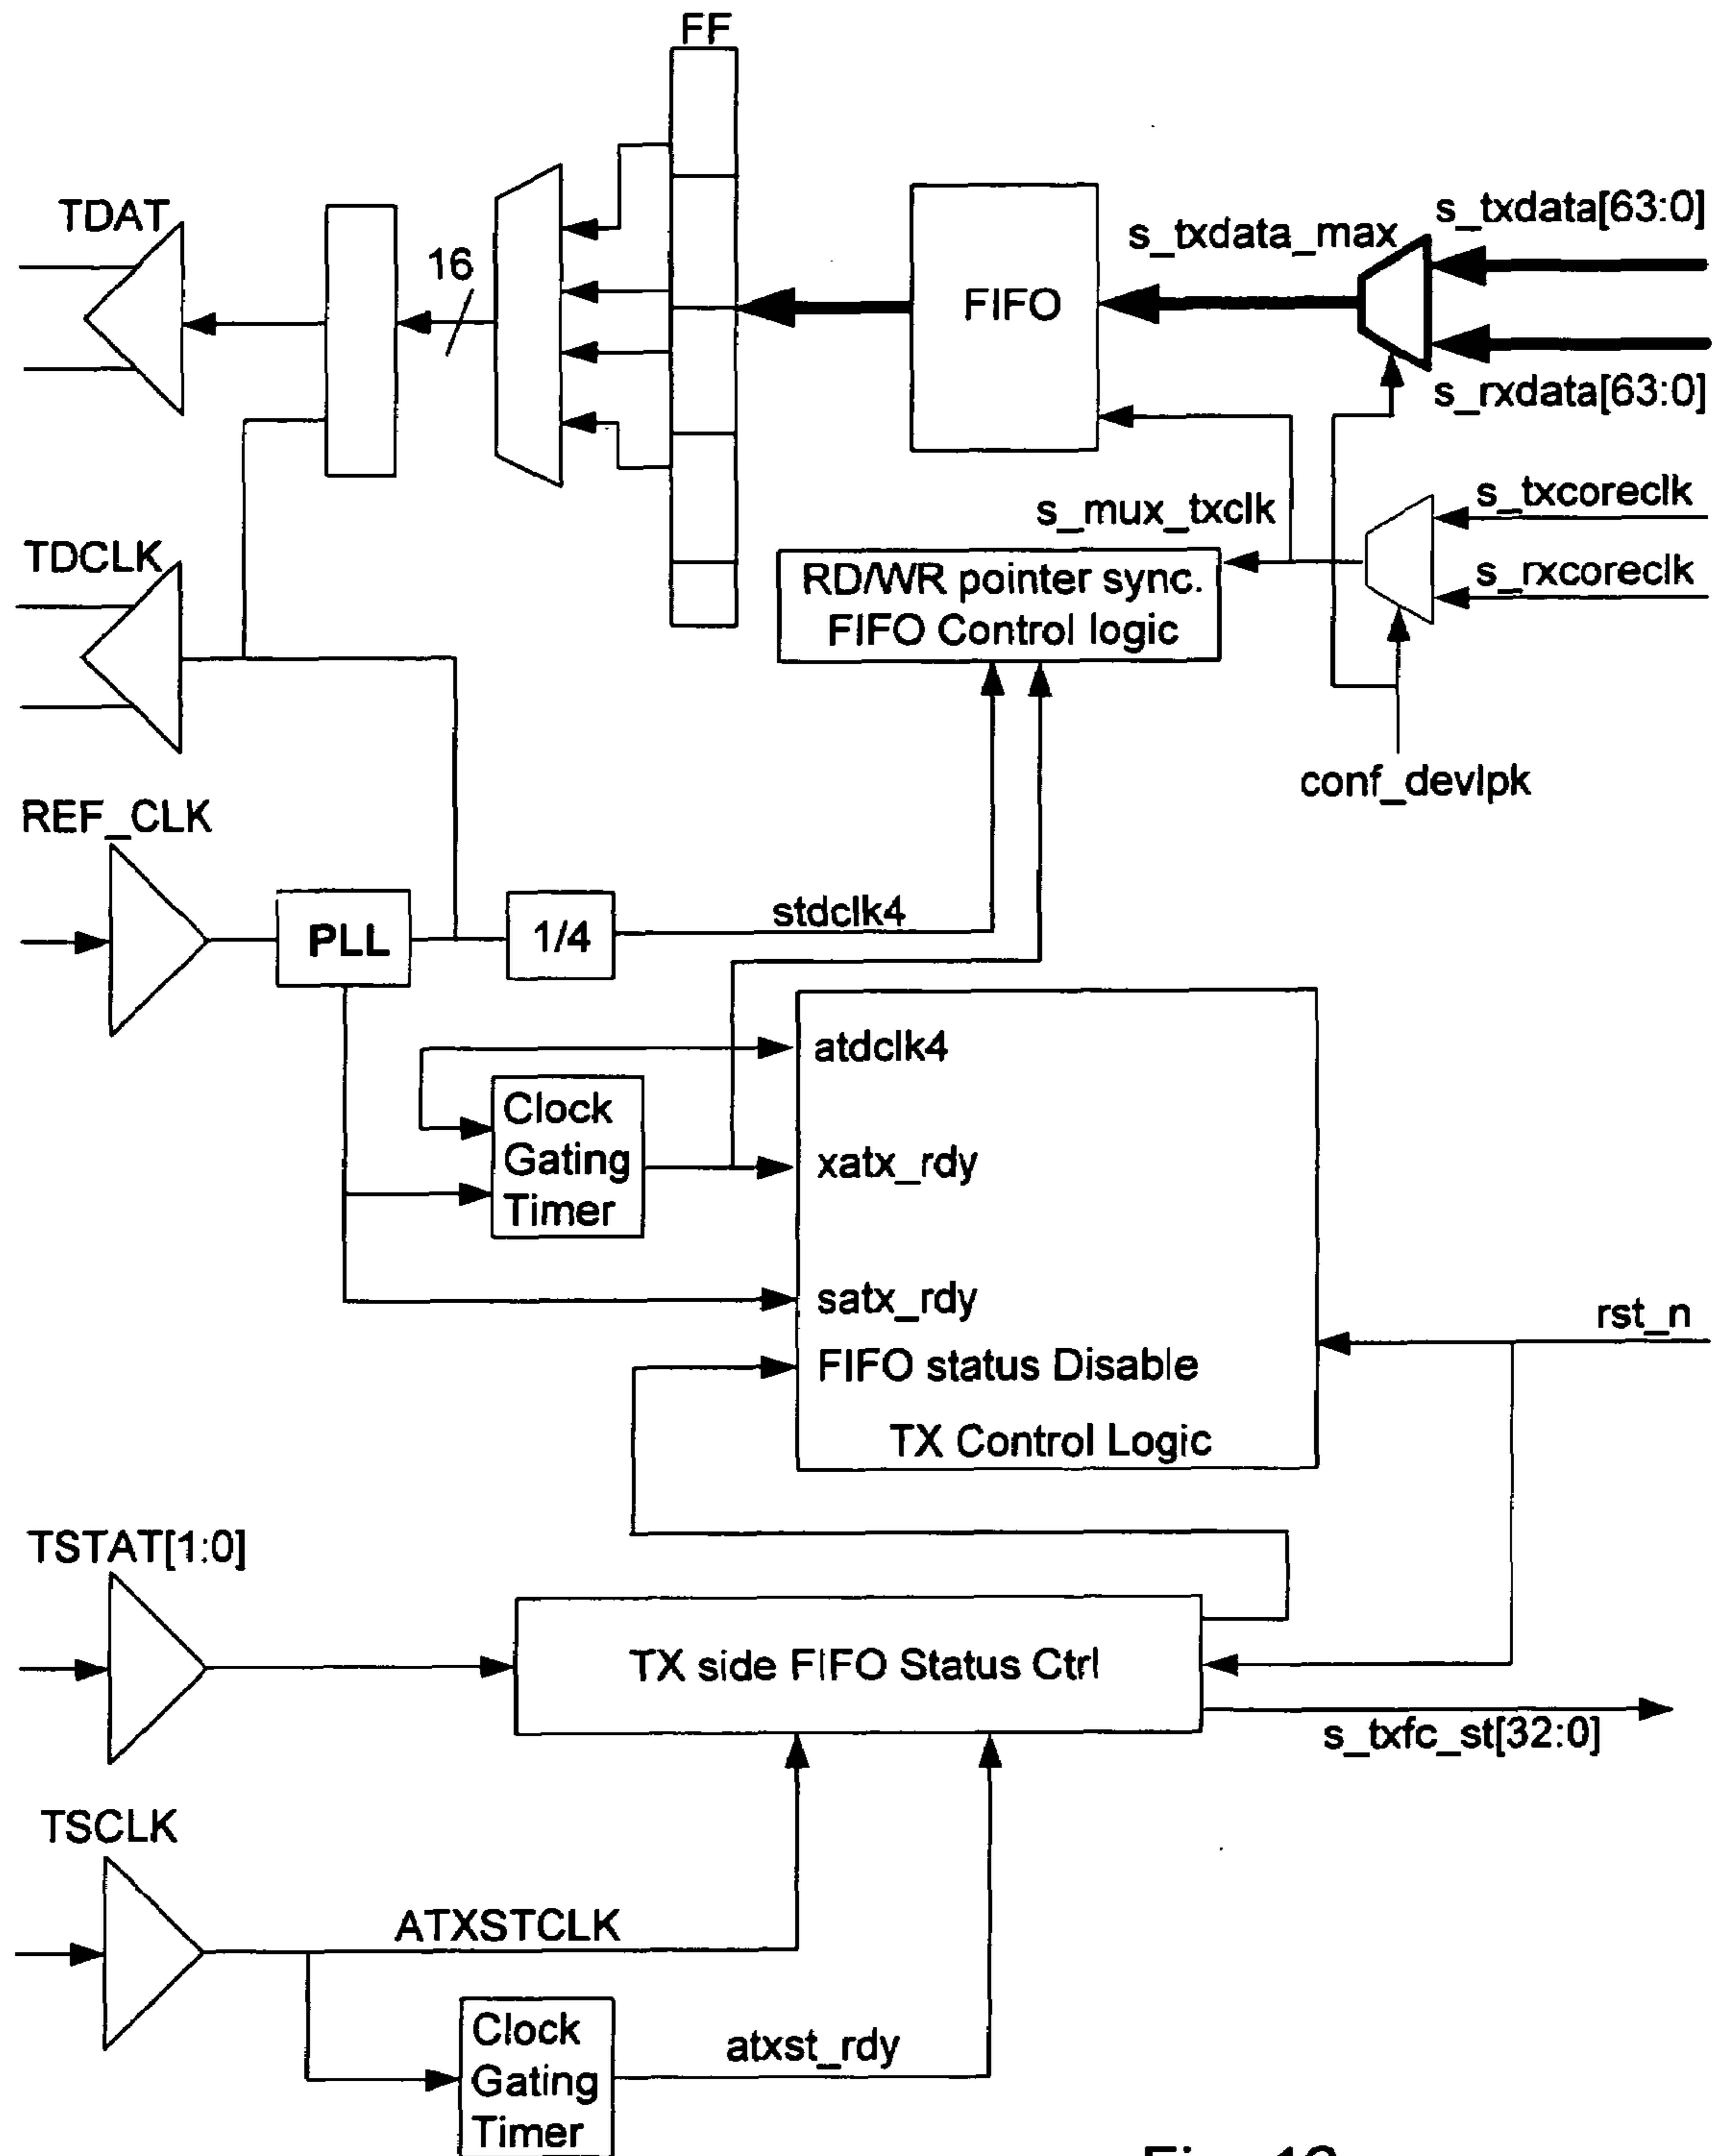 FF
TDAT
16
s_txdata_max
s_txdata[63:0]
FIFO
s_rxdata[63:0]
s_txcoreclk
s_mux_txclk
TDCLK
RD/WR pointer sync.
FIFO Control logic
s_rxcoreclk
conf_devlpk
REF_CLK
PLL
1/4
stdclk4
atdclk4
Clock
Gating
Timer
xatx_rdy
satx_rdy
rst_n
FIFO status Disable
TX Control Logic
TSTAT[1:0]
TX side FIFO Status Ctrl
s_txfc_st[32:0]
TSCLK
ATXSTCLK
Clock
Gating
Timer
atxst_rdy